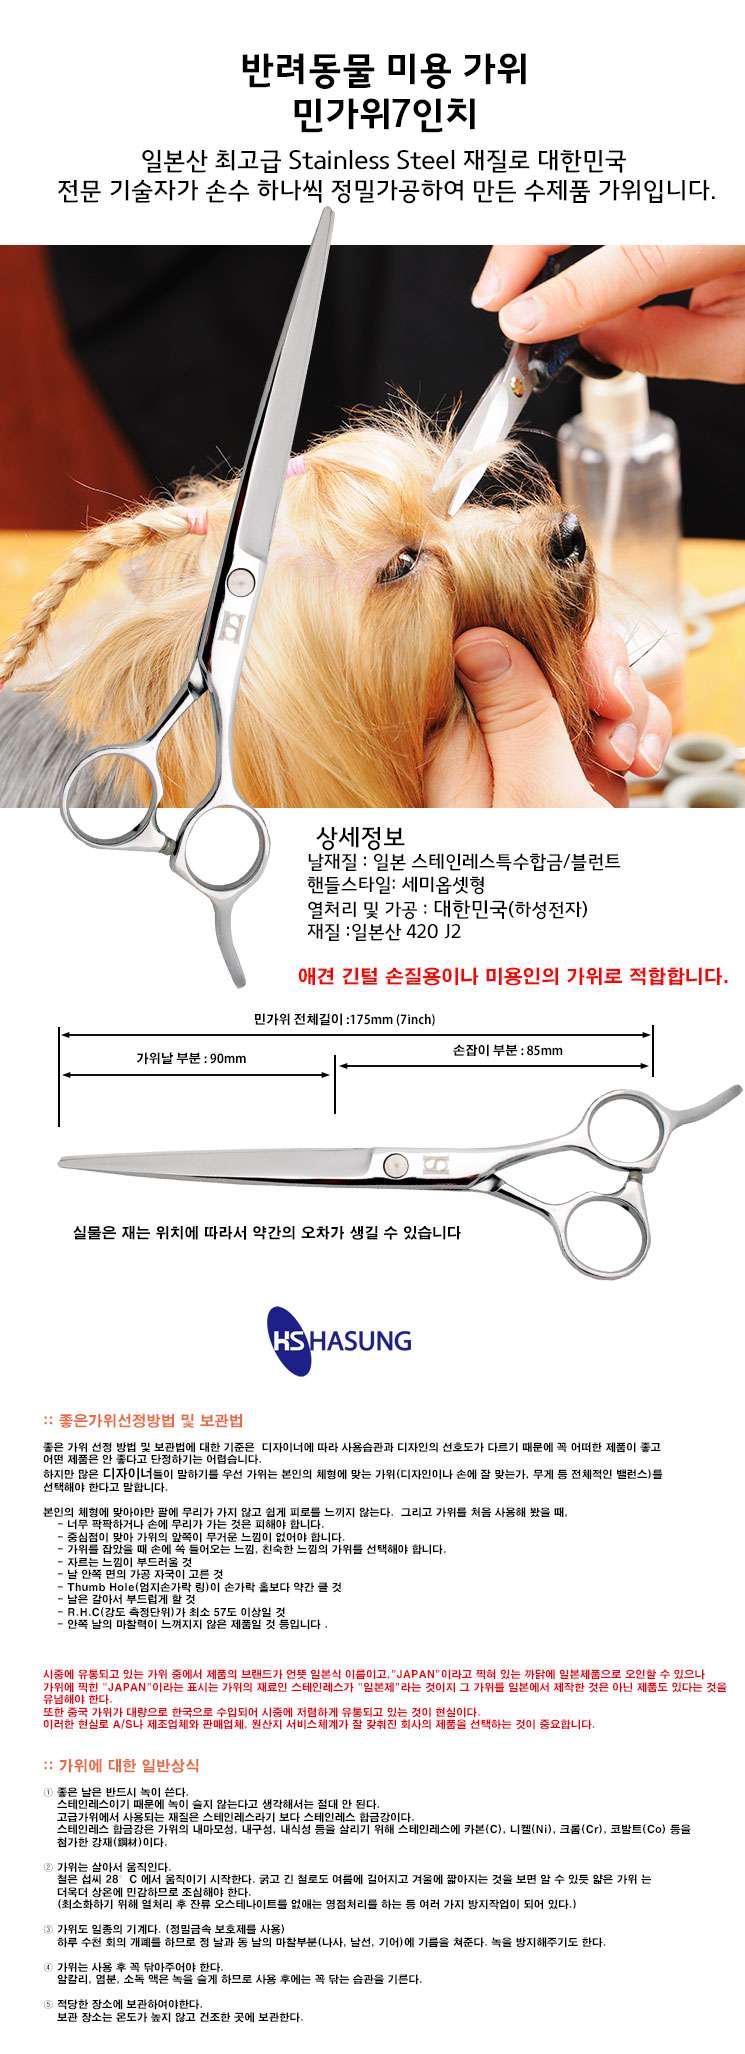 반려동물 미용 가위
민가위7인치
일본산 최고급 Stainless Steel 재질로 대한민국
전문 기술자가 손수 하나씩 정밀가공하여 만든 수제품 가위입니다.
상세정보
날재질 : 일본 스테인레스특수합금/블런트
핸들스타일: 세미옵셋형
열처리 및 가공 : 대한민국(하성전자)
재질 :일본산 420 J2
애견 긴털 손질용이나 미용인의 가위로 적합합니다.
민가위 전체길이 :175mm (7inch)
가위날 부분 : 90mm
손잡이 부분 : 85mm
실물은 재는 위치에 따라서 약간의 오차가 생길 수 있습니다
HS HASUNG
:: 좋은가위선정방법 및 보관법
좋은 가위 선정 방법 및 보관법에 대한 기준은 디자이너에 따라 사용습관과 디자인의 선호도가 다르기 때문에 꼭 어떠한 제품이 좋고
어떤 제품은 안 좋다고 단정하기는 어렵습니다.
하지만 많은 디자이너들이 말하기를 우선 가위는 본인의 체형에 맞는 가위(디자인이나 손에 잘 맞는가, 무게 등 전체적인 밸런스)를
선택해야 한다고 말합니다.
본인의 체형에 맞아야만 팔에 무리가 가지 않고 쉽게 피로를 느끼지 않는다. 그리고 가위를 처음 사용해 봤을 때,
- 너무 팍팍하거나 손에 무리가 가는 것은 피해야 합니다.
- 중심점이 맞아 가위의 앞쪽이 무거운 느낌이 없어야 합니다.
- 가위를 잡았을 때 손에 쏙 들어오는 느낌, 친숙한 느낌의 가위를 선택해야 합니다.
- 자르는 느낌이 부드러울 것
- 날 안쪽 면의 가공 자국이 고른 것
- Thumb Hole(엄지손가락 링)이 손가락 홀보다 약간 클 것
- 날은 갈아서 부드럽게 할 것
- R.H.C(강도 측정단위)가 최소 57도 이상일 것
- 안쪽 날의 마찰력이 느껴지지 않은 제품일 것 등입니다 .
시중에 유통되고 있는 가위 중에서 제품의 브랜드가 언뜻 일본식 이름이고,"JAPAN"이라고 찍혀 있는 까닭에 일본제품으로 오인할 수 있으나
가위에 찍힌 "JAPAN"이라는 표시는 가위의 재료인 스테인레스가 "일본제"라는 것이지 그 가위를 일본에서 제작한 것은 아닌 제품도 있다는 것을
유념해야 한다.
또한 중국 가위가 대량으로 한국으로 수입되어 시중에 저렴하게 유통되고 있는 것이 현실이다.
이러한 현실로 A/S나 제조업체와 판매업체, 원산지 서비스체계가 잘 갖춰진 회사의 제품을 선택하는 것이 중요합니다.
:: 가위에 대한 일반상식
① 좋은 날은 반드시 녹이 쓴다.
스테인레스이기 때문에 녹이 슬지 않는다고 생각해서는 절대 안 된다.
고급가위에서 사용되는 재질은 스테인레스라기 보다 스테인레스 합금강이다.
스테인레스 합금강은 가위의 내마모성, 내구성, 내식성 등을 살리기 위해 스테인레스에 카본(C), 니켈(Ni), 크롬(Cr), 코발트(Co) 등을
첨가한 강재(鋼材)이다.
② 가위는 살아서 움직인다.
철은 섭씨 28° C 에서 움직이기 시작한다. 굵고 긴 철로도 여름에 길어지고 겨울에 짧아지는 것을 보면 알 수 있듯 얇은 가위 는
더욱더 상온에 민감하므로 조심해야 한다.
(최소화하기 위해 열처리 후 잔류 오스테나이트를 없애는 영점처리를 하는 등 여러 가지 방지작업이 되어 있다.)
③ 가위도 일종의 기계다. (정밀금속 보호제를 사용)
하루 수천 회의 개폐를 하므로 정 날과 동 날의 마찰부분(나사, 날선, 기어)에 기름을 쳐준다. 녹을 방지해주기도 한다.
④ 가위는 사용 후 꼭 닦아주어야 한다.
알칼리, 염분, 소독 액은 녹을 슬게 하므로 사용 후에는 꼭 닦는 습관을 기른다.
⑤ 적당한 장소에 보관하여야한다.
보관 장소는 온도가 높지 않고 건조한 곳에 보관한다.